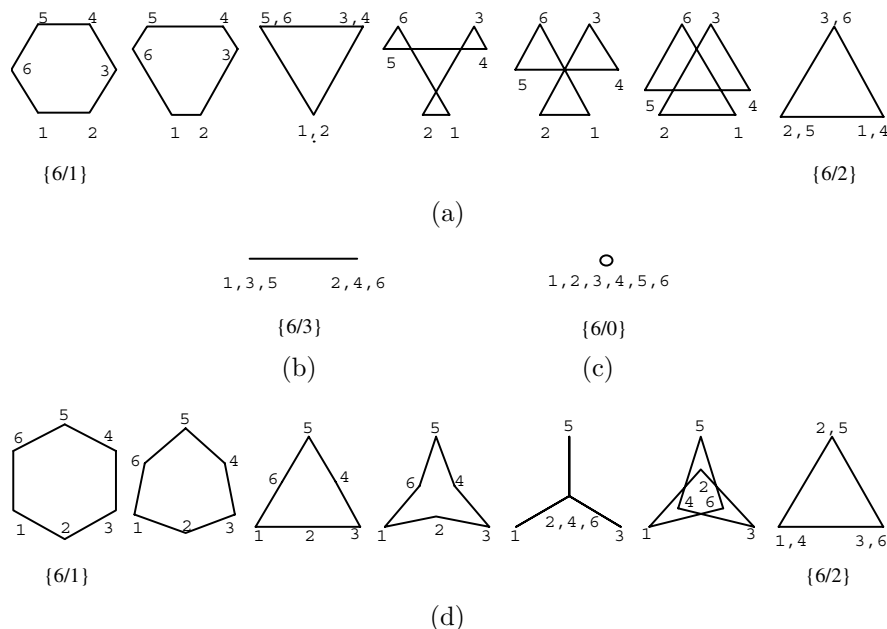 5 4 5 4 5,6 3,4 6 3 6 3 6 3 3,6
6 3 6 3 5 4 5 4 5 4
1 2 1 2 1,2 2 1 2 1 2 1 2,5 1,4
{6/1} {6/2}
(a)
1,3,5 2,4,6 1,2,3,4,5,6
{6/3} {6/0}
(b) (c)
5 5 5 5 5 5 2,5
6 4 6 4 6 4 6 4 2,4,6 2 4 6
1 2 3 1 2 3 1 2 3 1 2 3 1 3 1 3 1,4 3,6
{6/1} {6/2}
(d)